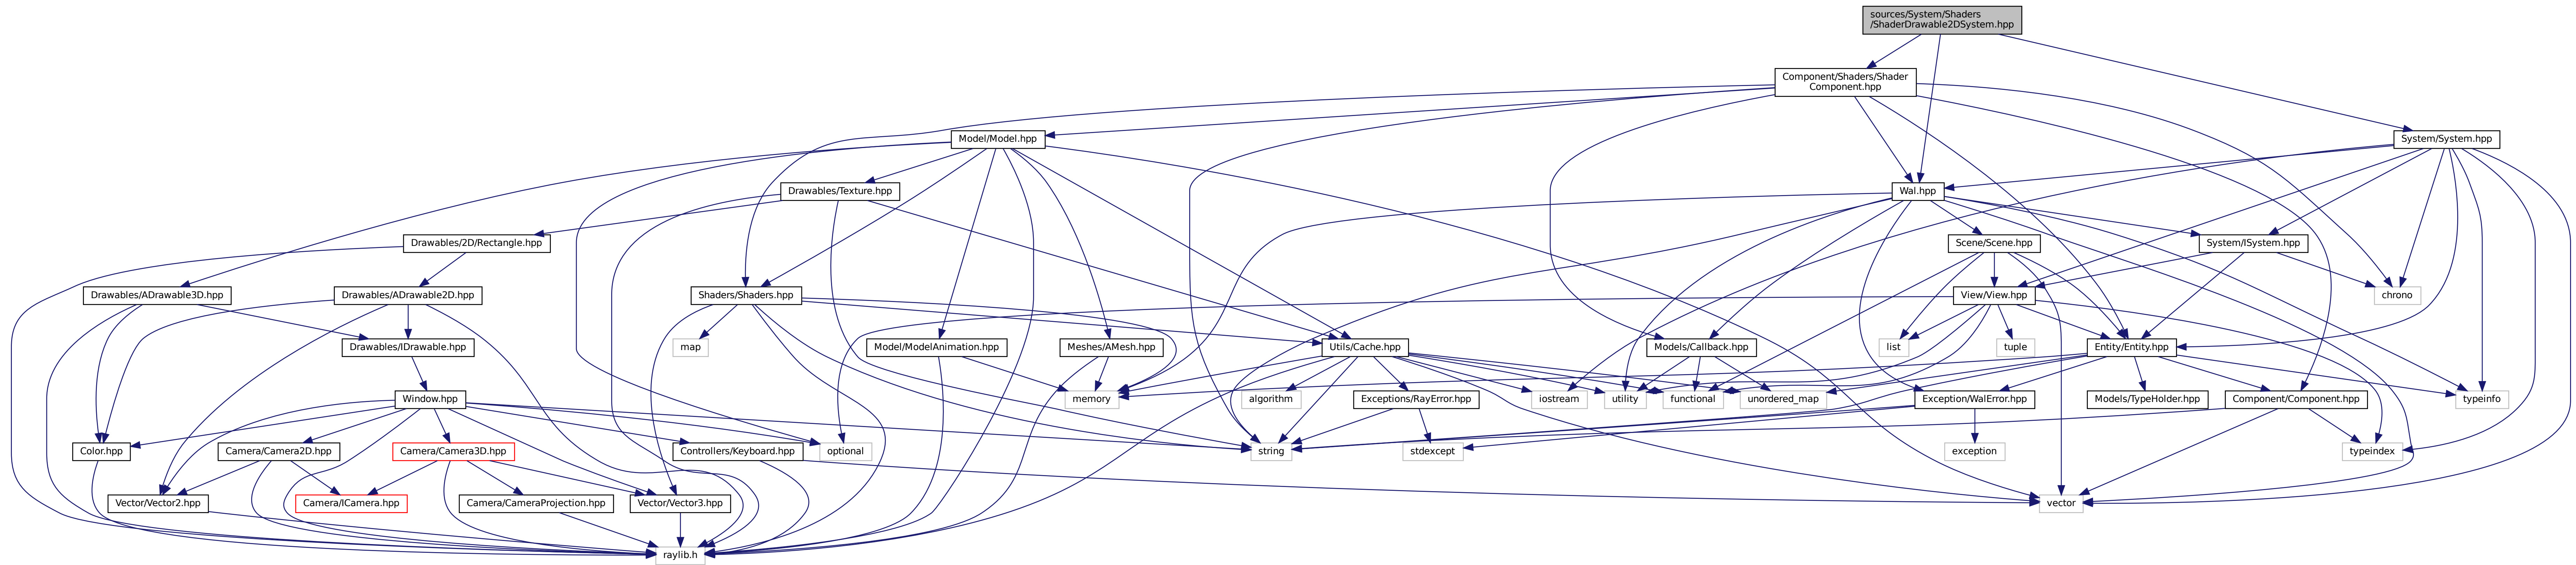 sources/System/Shaders
/ShaderDrawable2DSystem.hpp
Component/Shaders/Shader
Component.hpp
Model/Model.hpp
System/System.hpp
Drawables/Texture.hpp
Wal.hpp
Drawables/2D/Rectangle.hpp
Scene/Scene.hpp
System/ISystem.hpp
Drawables/ADrawable3D.hpp
Drawables/ADrawable2D.hpp
Shaders/Shaders.hpp
View/View.hpp
chrono
Drawables/IDrawable.hpp
map
Model/ModelAnimation.hpp
Meshes/AMesh.hpp
Utils/Cache.hpp
Models/Callback.hpp
list
tuple
Entity/Entity.hpp
Window.hpp
memory
algorithm
Exceptions/RayError.hpp
iostream
utility
functional
unordered_map
Exception/WalError.hpp
Models/TypeHolder.hpp
Component/Component.hpp
typeinfo
Color.hpp
Camera/Camera2D.hpp
Camera/Camera3D.hpp
Controllers/Keyboard.hpp
optional
string
stdexcept
exception
typeindex
Vector/Vector2.hpp
Camera/ICamera.hpp
Camera/CameraProjection.hpp
Vector/Vector3.hpp
vector
raylib.h